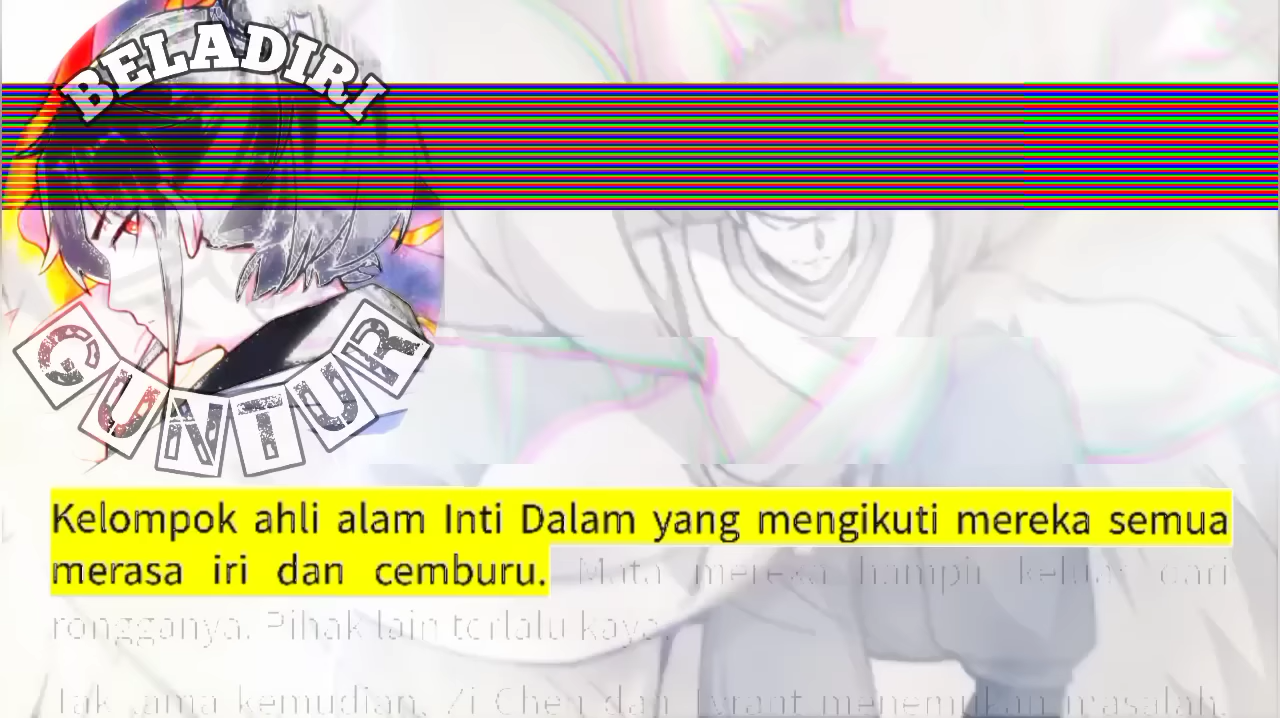 BELADIRI
GUNTUR
Kelompok ahli alam Inti Dalam yang mengikuti mereka semua
merasa iri dan cemburu. Mata mereka hampir keluar dari
rongganya. Pihak lain terlalu kaya.
Tak lama kemudian, Zi Chen dan Tyrant menemukan masalah.